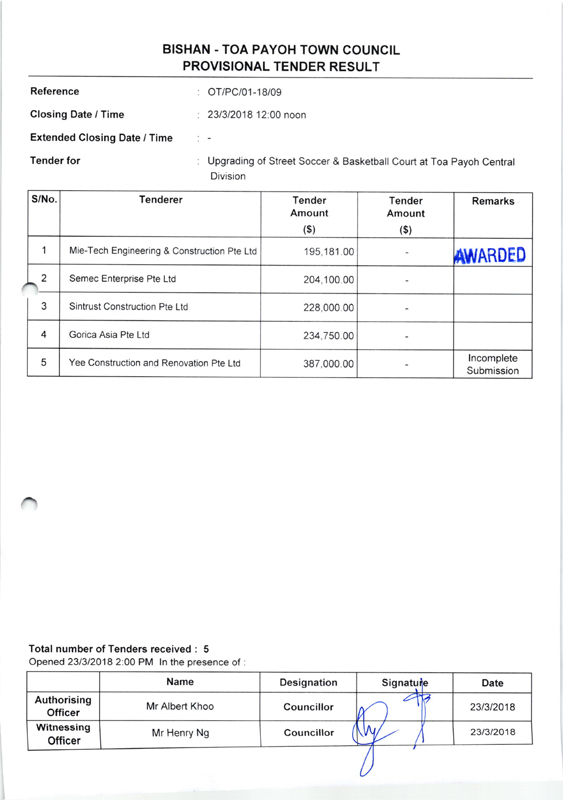 BISHAN - TOA PAYOH TOWN COUNCIL
PROVISIONAL TENDER RESULT
Reference : OT/PC/01-18/09
Closing Date / Time : 23/3/2018 12:00 noon
Extended Closing Date / Time : -
Tender for : Upgrading of Street Soccer & Basketball Court at Toa Payoh Central
Division
S/No. Tenderer Tender Tender Remarks
Amount Amount
($) ($)
1 Mie-Tech Engineering & Construction Pte Ltd 195,181.00 - AWARDED
2 Semec Enterprise Pte Ltd 204,100.00 -
3 Sintrust Construction Pte Ltd 228,000.00 -
4 Gorica Asia Pte Ltd 234,750.00 -
5 Yee Construction and Renovation Pte Ltd 387,000.00 - Incomplete
Submission
Total number of Tenders received : 5
Opened 23/3/2018 2:00 PM In the presence of :
Name Designation Signature Date
Authorising
Officer Mr Albert Khoo Councillor 23/3/2018
Witnessing
Officer Mr Henry Ng Councillor 23/3/2018